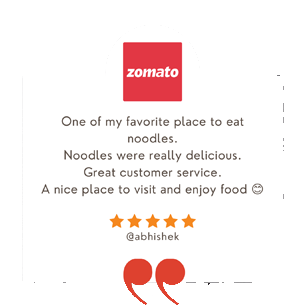 zomato
One of my favorite place to eat
noodles.
Noodles were really delicious.
Great customer service.
A nice place to visit and enjoy food 😊
@abhishek